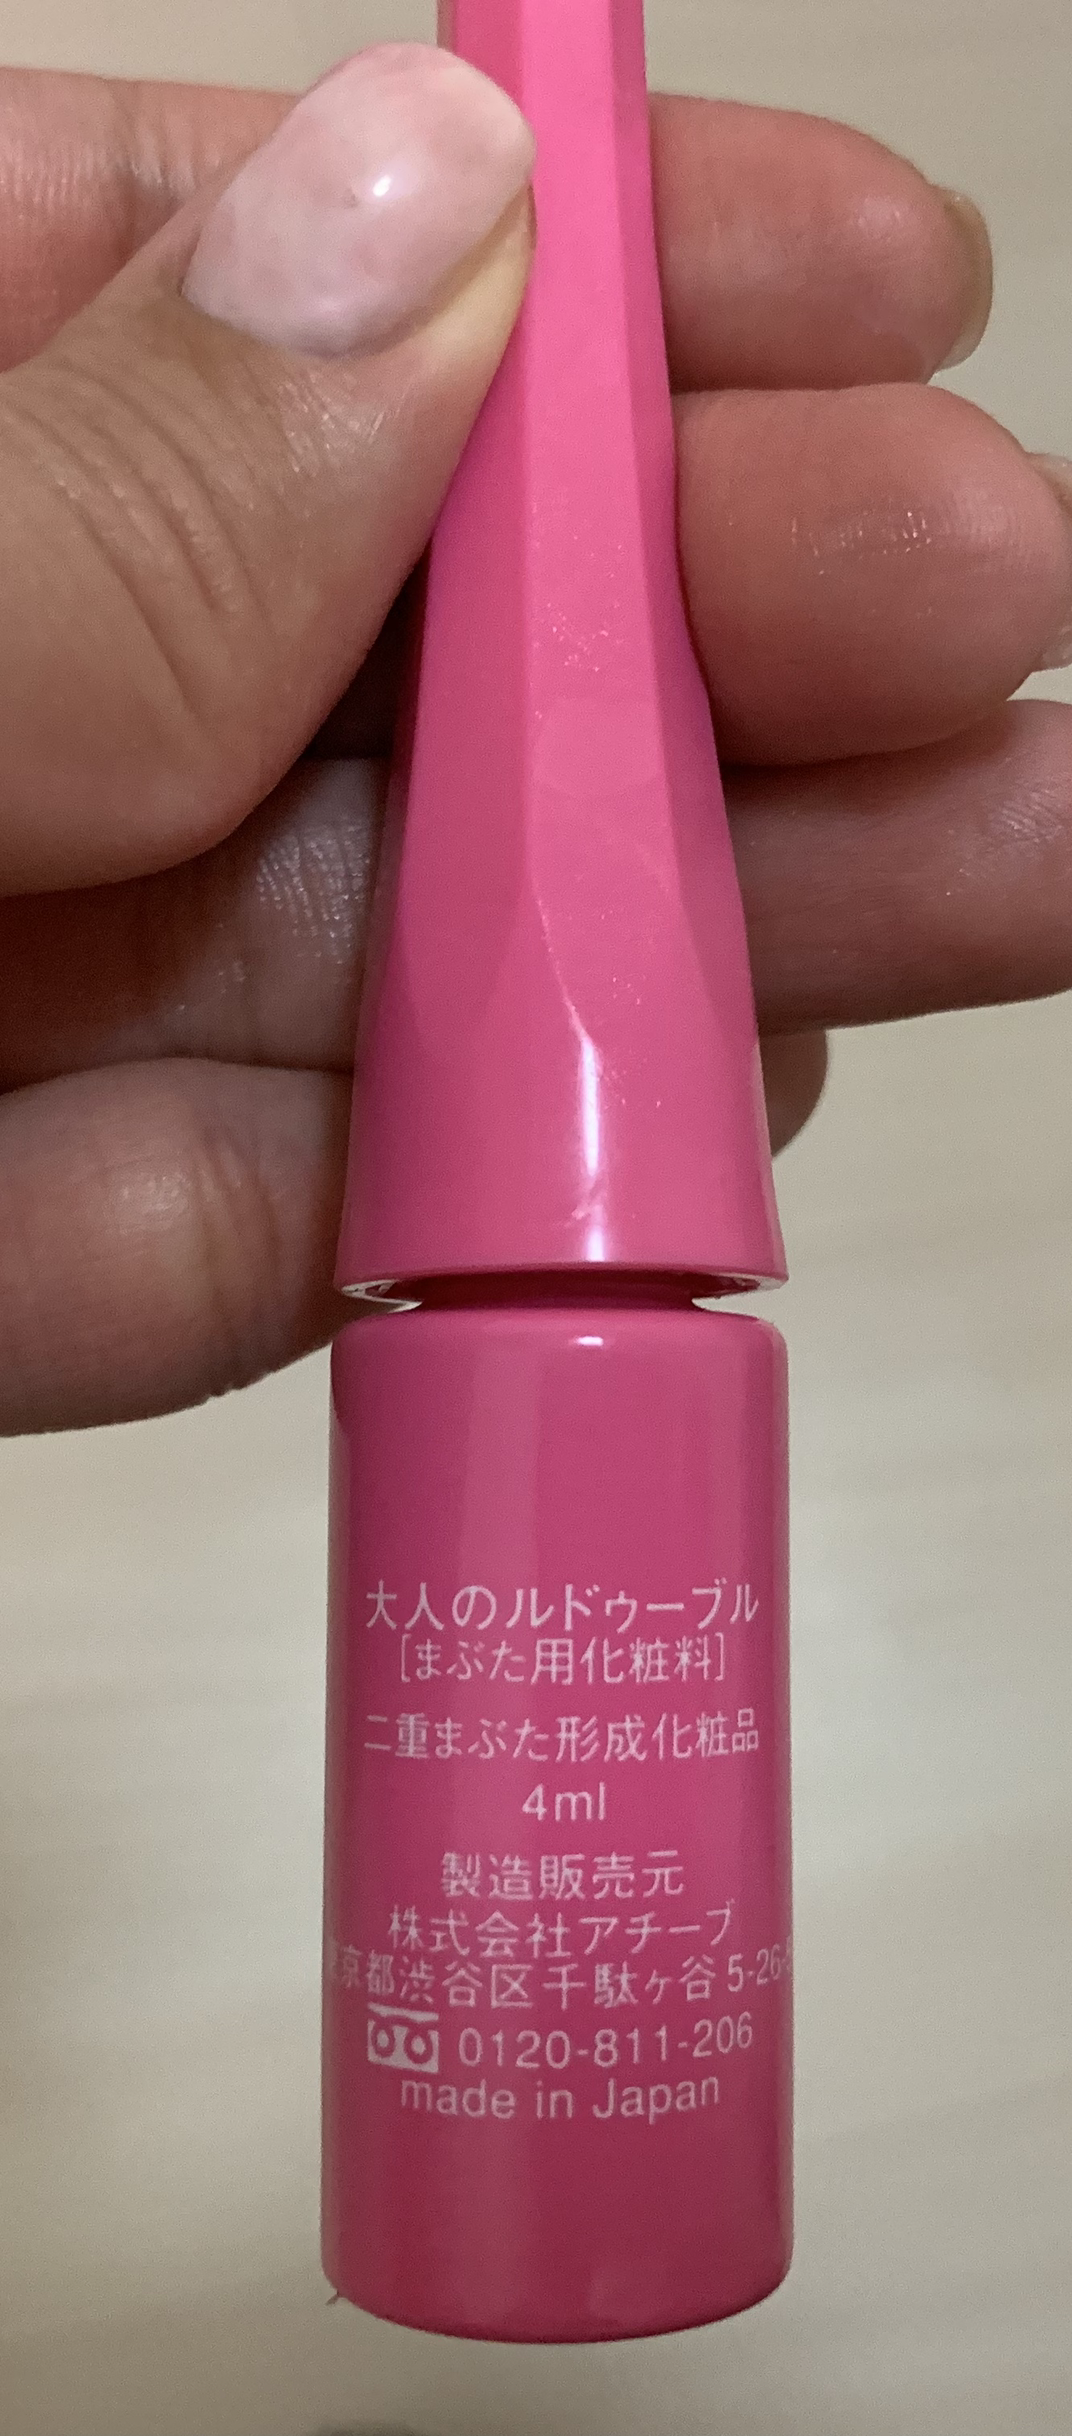 大人のルドゥーブル
[まぶた用化粧料]
二重まぶた形成化粧品
4ml
製造販売元
株式会社アチーブ
京都渋谷区千駄ヶ谷 5-26-
0120-811-206
made in Japan